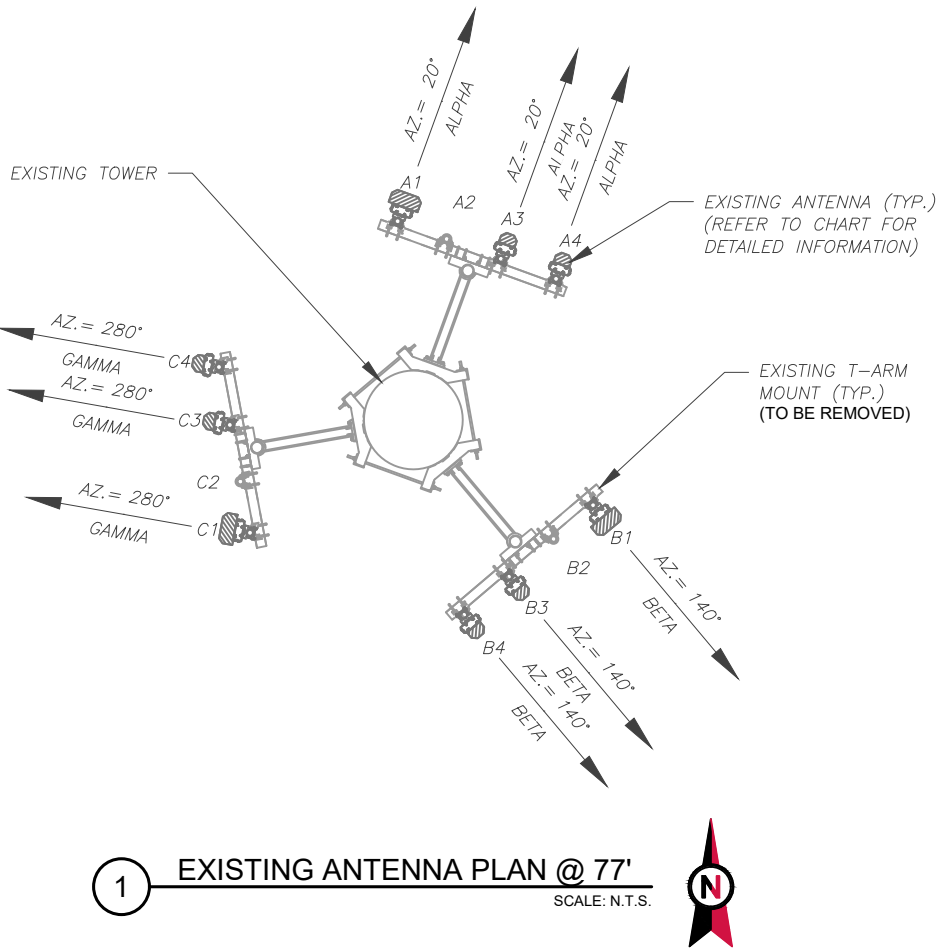 AZ.= 20°
ALPHA
AZ.= 20°
AlPHA
AZ.= 20°
ALPHA
EXISTING TOWER
A1
A2
A3
A4
EXISTING ANTENNA (TYP.)
(REFER TO CHART FOR
DETAILED INFORMATION)
AZ.= 280°
GAMMA
C4
AZ.= 280°
GAMMA
C3
C2
AZ.= 280°
GAMMA
C1
EXISTING T-ARM
MOUNT (TYP.)
(TO BE REMOVED)
B1
B2
B3
B4
AZ.= 140°
BETA
AZ.= 140°
BETA
AZ.= 140°
BETA
1
EXISTING ANTENNA PLAN @ 77'
SCALE: N.T.S.
N